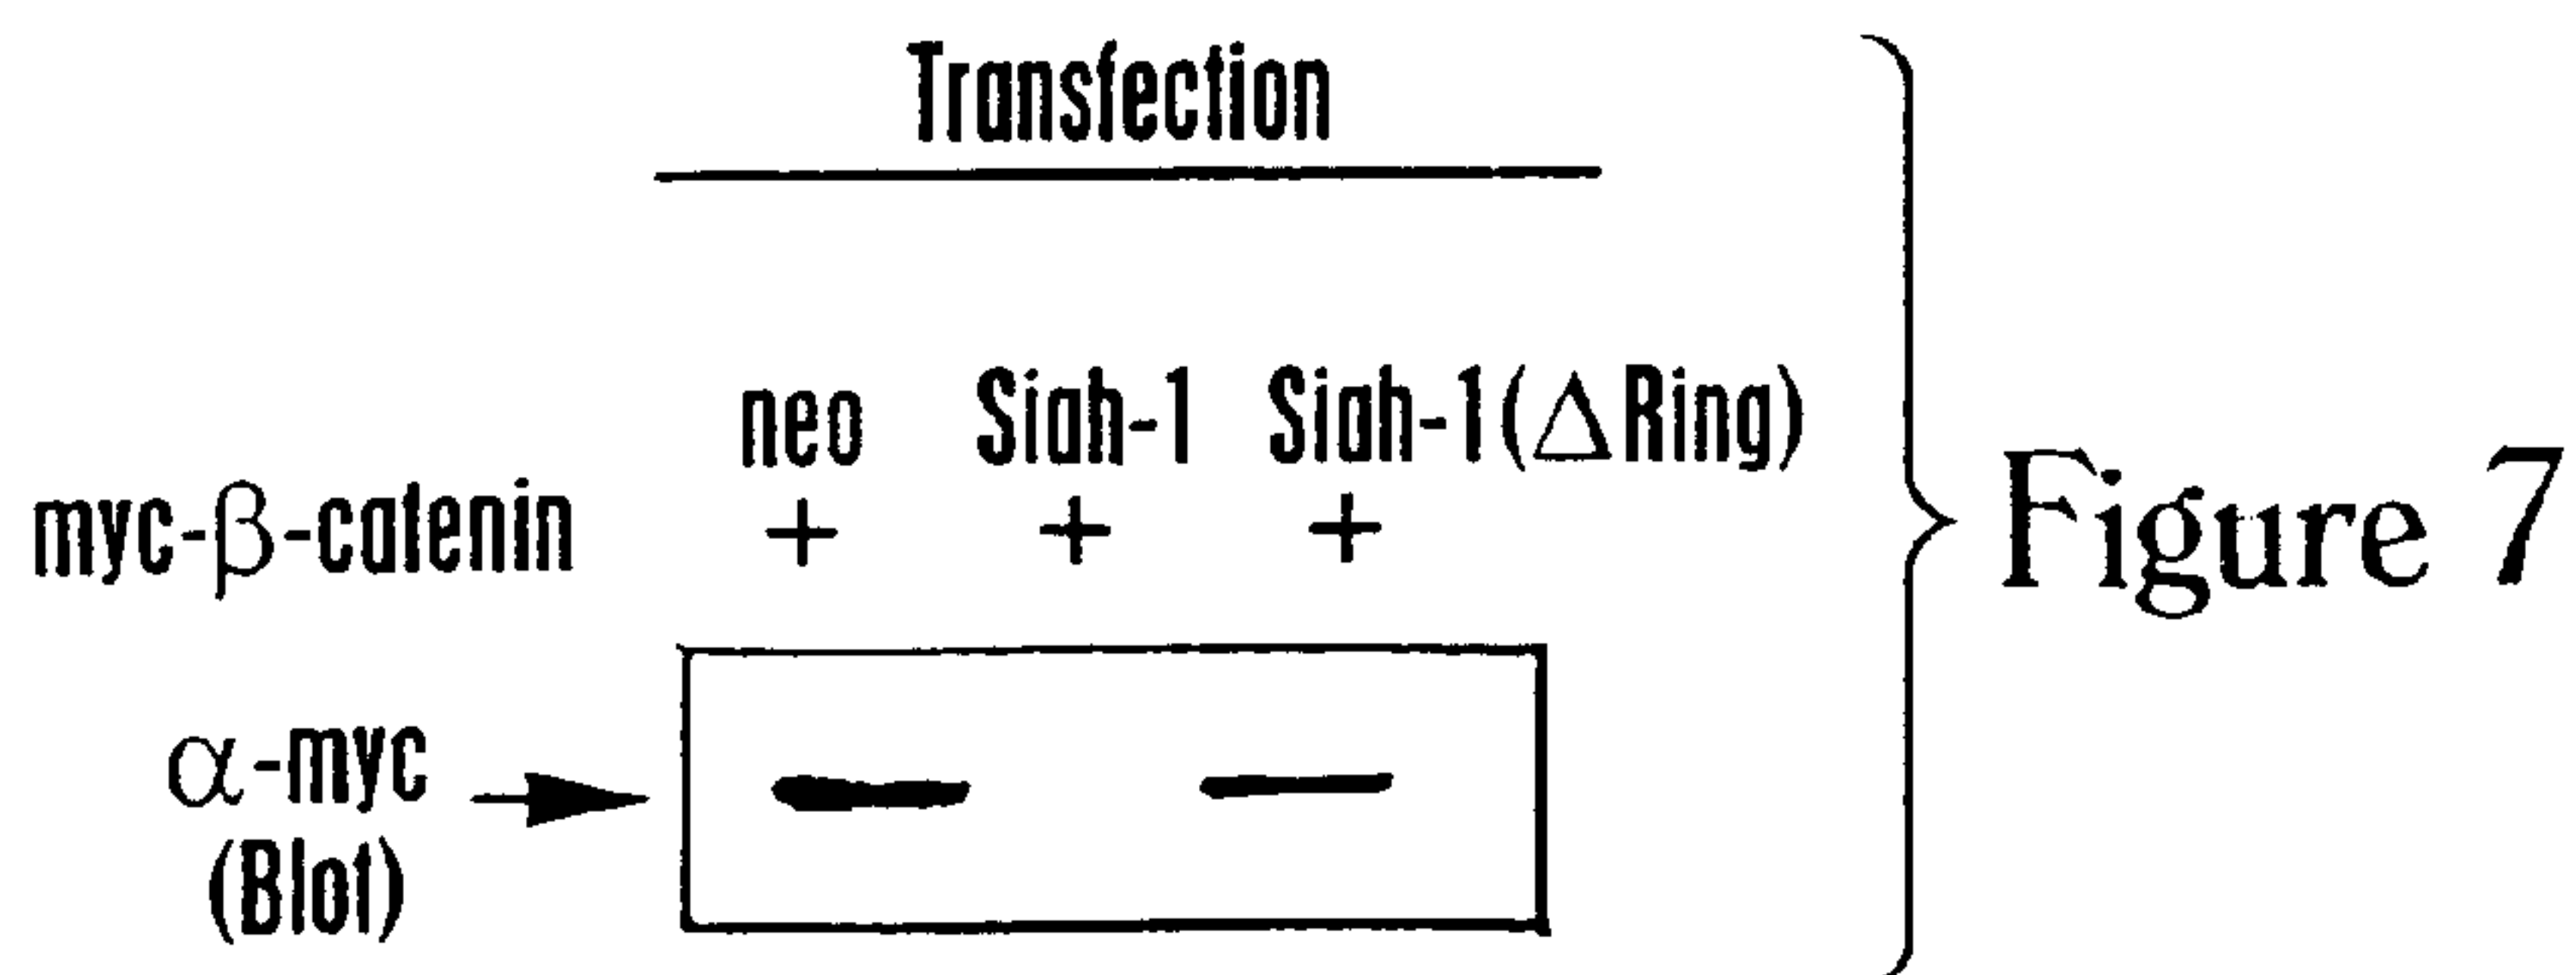 Transfection
neo Siah-1 Siah-1(ΔRing)
myc-β-catenin + + +
α-myc
(Blot)
Figure 7